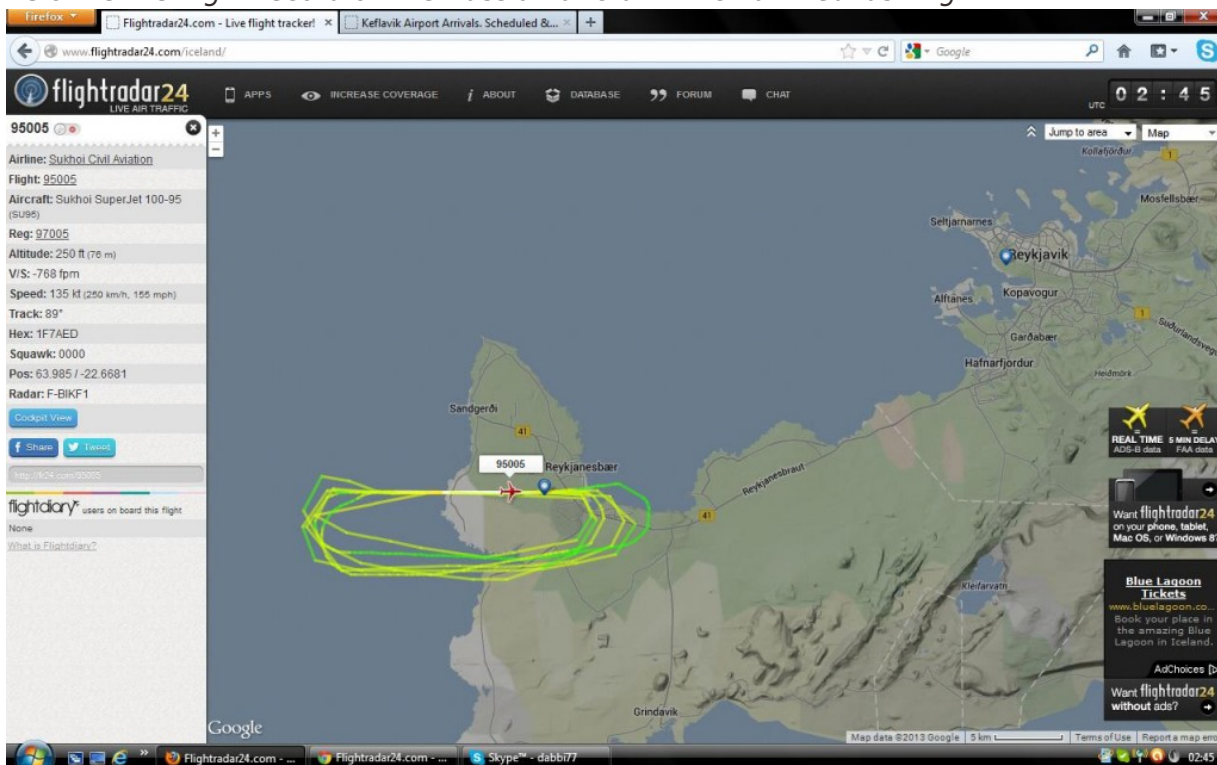 Firefox
Flightradar24.com - Live flight tracker!
Keflavik Airport Arrivals. Scheduled &...
www.flightradar24.com/iceland/
Google
flightradar24
LIVE AIR TRAFFIC
APPS
INCREASE COVERAGE
ABOUT
DATABASE
FORUM
CHAT
UTC 02:45
95005
Airline: Sukhoi Civil Aviation
Flight: 95005
Aircraft: Sukhoi SuperJet 100-95
(SU95)
Reg: 97005
Altitude: 250 ft (76 m)
V/S: -768 fpm
Speed: 135 kt (250 km/h, 155 mph)
Track: 89°
Hex: 1F7AED
Squawk: 0000
Pos: 63.985 / -22.6681
Radar: F-BIKF1
Cockpit View
Share
Tweet
http://fr24.com/95005
flightdiary users on board this flight
None
What is Flightdiary?
Jump to area
Map
Kollafjörður
1
Mosfellsbær
Seltjarnarnes
Reykjavik
Alftanes
Kopavogur
1
Garðabær
Suðurlandsvegur
Hafnarfjordur
Heiðmörk
Sandgerði
41
95005
Reykjanesbær
Reykjanesbraut
41
Kleifarvatn
Grindavik
REAL TIME
ADS-B data
5 MIN DELAY
FAA data
Want flightradar24
on your phone, tablet,
Mac OS, or Windows 8?
Blue Lagoon
Tickets
www.bluelagoon.co...
Book your place in
the amazing Blue
Lagoon in Iceland.
AdChoices
Want flightradar24
without ads?
Google
Map data ©2013 Google
5 km
Terms of Use
Report a map erro
Flightradar24.com - ...
Flightradar24.com - ...
Skype™ - dabbi77
02:45